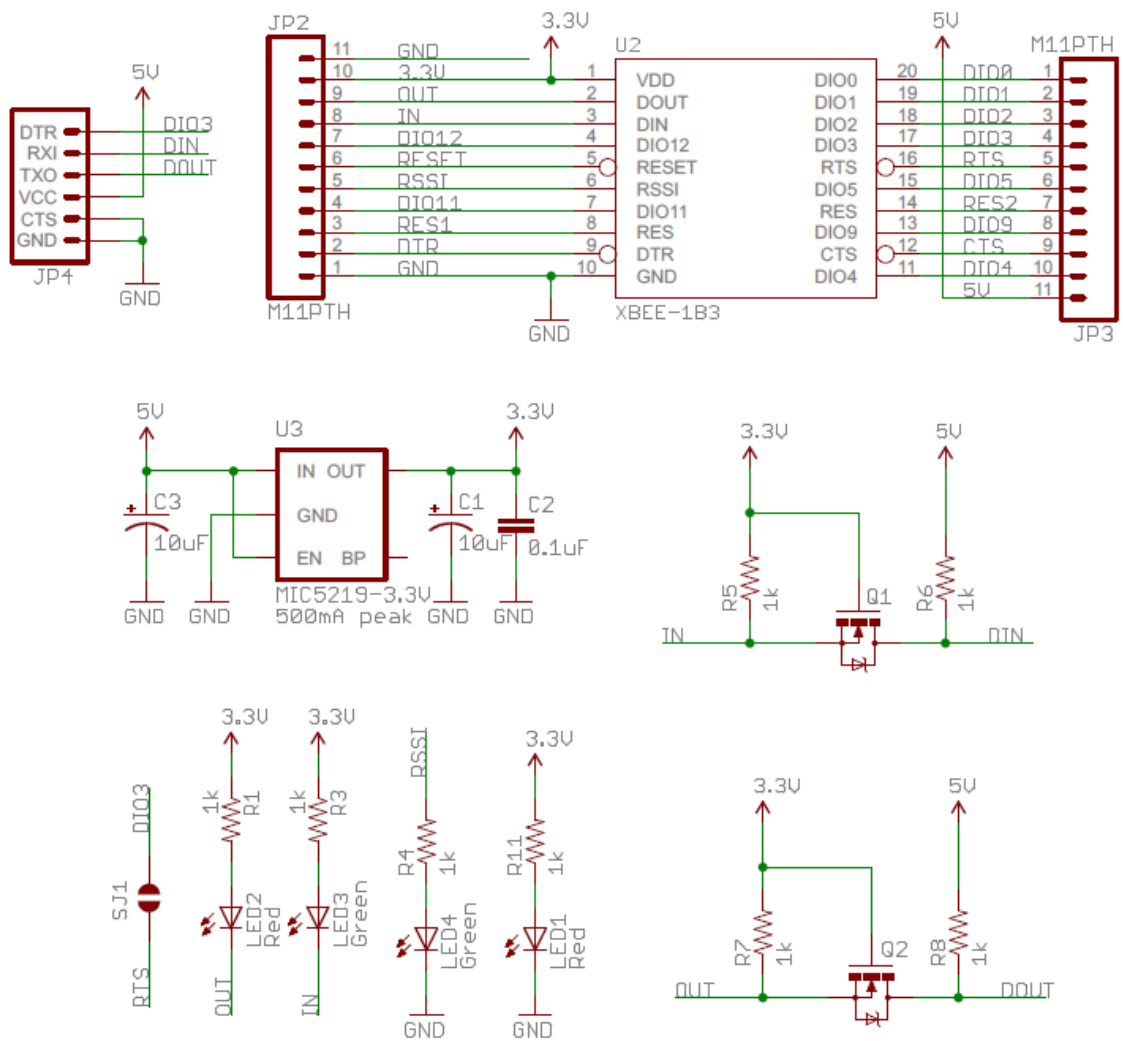 JP2
3.3V
U2
5V
M11PTH
5V
DTR DIO3
RXI DIN
TXO DOUT
VCC
CTS
GND
JP4
GND
11 GND
10 3.3V 1 VDD DIO0 20 DIO0 1
9 OUT 2 DOUT DIO1 19 DIO1 2
8 IN 3 DIN DIO2 18 DIO2 3
7 DIO12 4 DIO12 DIO3 17 DIO3 4
6 RESET 5 RESET RTS 16 RTS 5
5 RSSI 6 RSSI DIO5 15 DIO5 6
4 DIO11 7 DIO11 RES 14 RES2 7
3 RES1 8 RES DIO9 13 DIO9 8
2 DTR 9 DTR CTS 12 CTS 9
1 GND 10 GND DIO4 11 DIO4 10
5V 11
M11PTH
GND
XBEE-1B3
JP3
5V
U3
3.3V
IN OUT
GND
EN BP
+ C3
10uF
+ C1
10uF
C2
0.1uF
MIC5219-3.3V
500mA peak
GND
GND
GND
GND
3.3V
5V
R5
1k
Q1
R6
1k
IN
DIN
DIO3
SJ1
RTS
3.3V
1k
R1
LED2
Red
OUT
3.3V
1k
R3
LED3
Green
IN
RSSI
R4
1k
LED4
Green
GND
3.3V
R11
1k
LED1
Red
GND
3.3V
5V
R7
1k
Q2
R8
1k
OUT
DOUT